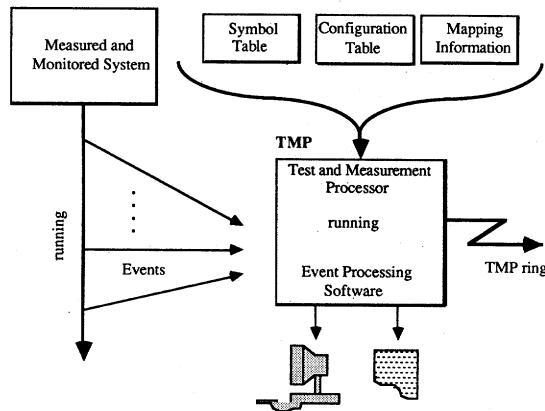 Measured and
Monitored System
Symbol
Table
Configuration
Table
Mapping
Information
TMP
Test and Measurement
Processor
running
Event Processing
Software
running
Events
TMP ring